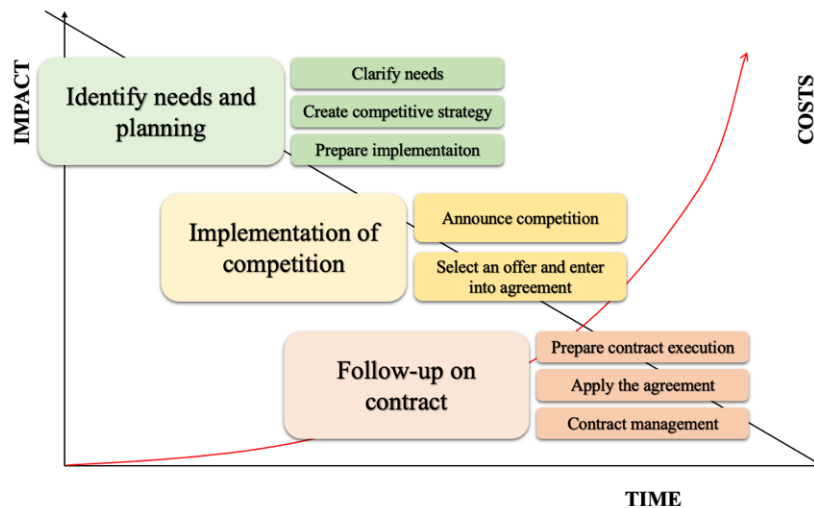 IMPACT
Identify needs and
planning
Clarify needs
Create competitive strategy
Prepare implementaiton
COSTS
Implementation of
competition
Announce competition
Select an offer and enter
into agreement
Follow-up on
contract
Prepare contract execution
Apply the agreement
Contract management
TIME